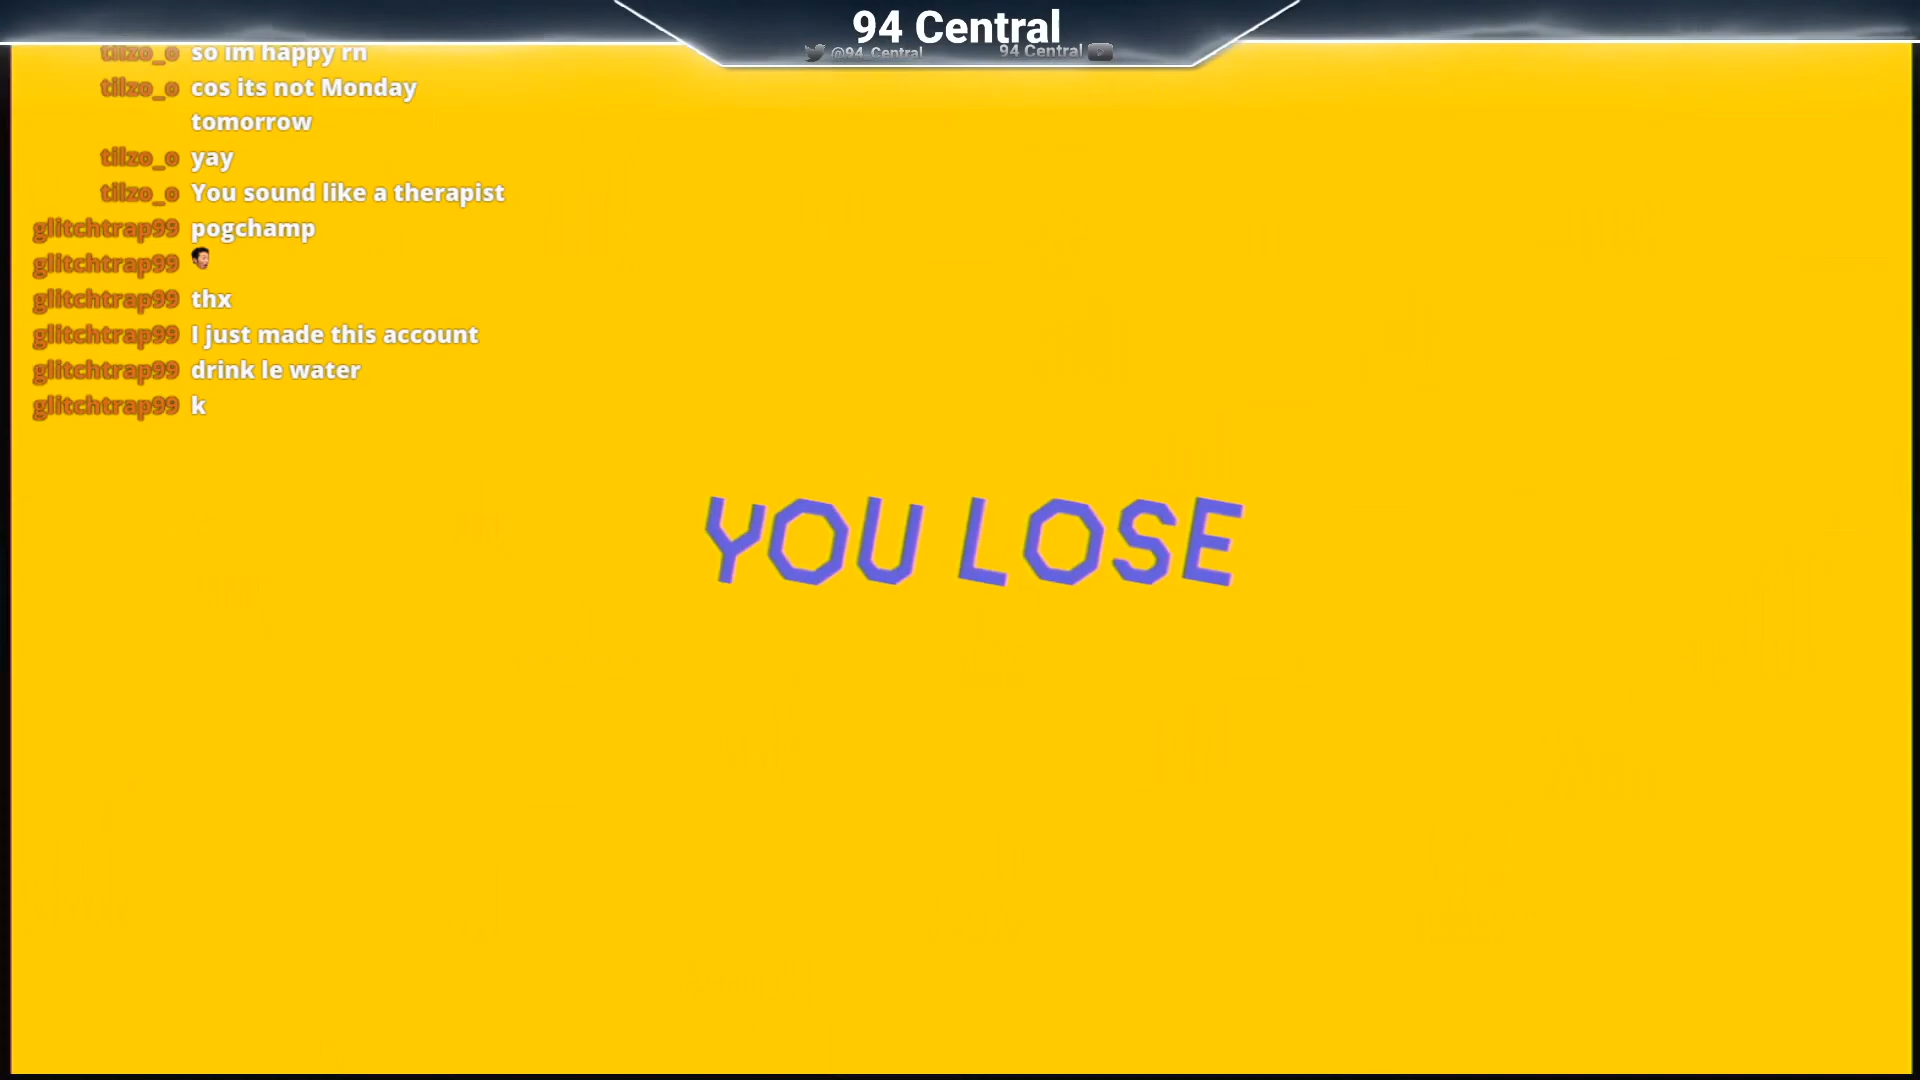 94 Central
@94_Central 94 Central
tilzo_o so im happy rn
tilzo_o cos its not Monday
tomorrow
tilzo_o yay
tilzo_o You sound like a therapist
glitchtrap99 pogchamp
glitchtrap99
glitchtrap99 thx
glitchtrap99 I just made this account
glitchtrap99 drink le water
glitchtrap99 k
YOU LOSE